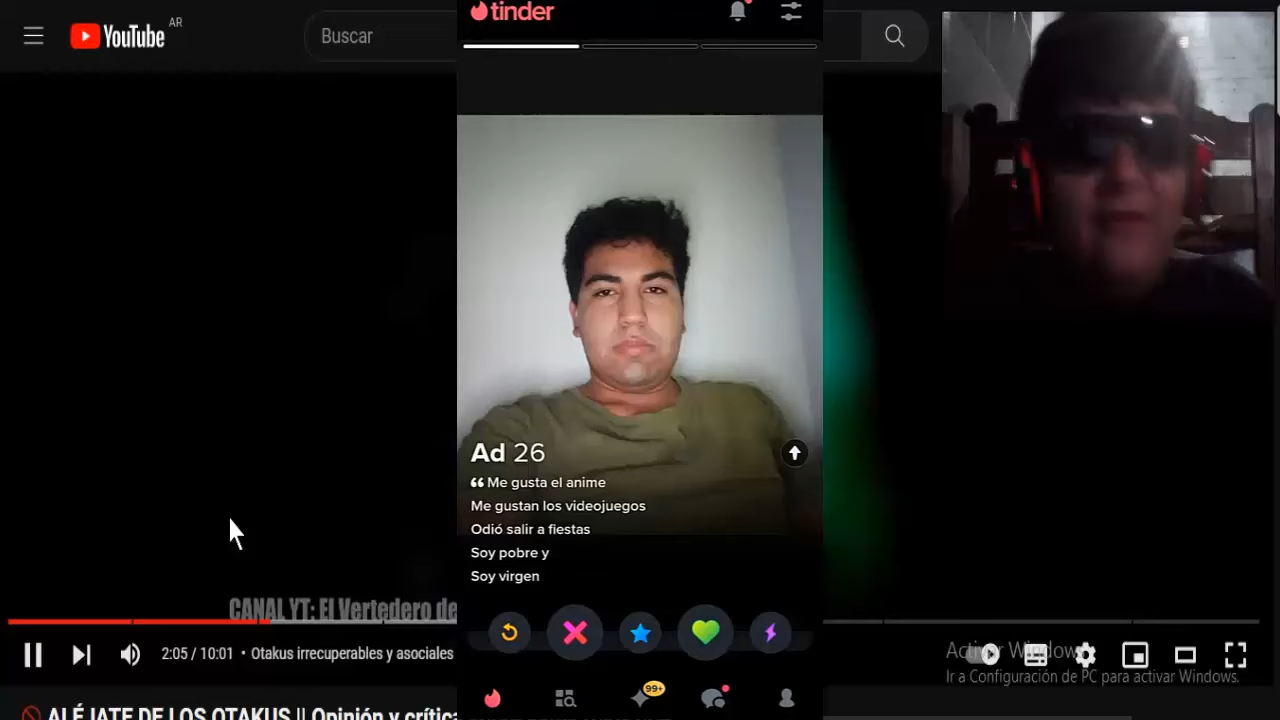 YouTube AR
Buscar
tinder
Ad 26
Me gusta el anime
Me gustan los videojuegos
Odió salir a fiestas
Soy pobre y
Soy virgen
CANAL YT: El Vertedero de
2:05 / 10:01 • Otakus irrecuperables y asociales
99+
Activar Windows
Ir a Configuración de PC para activar Windows.
ALÉJATE DE LOS OTAKUS || Opinión y crític